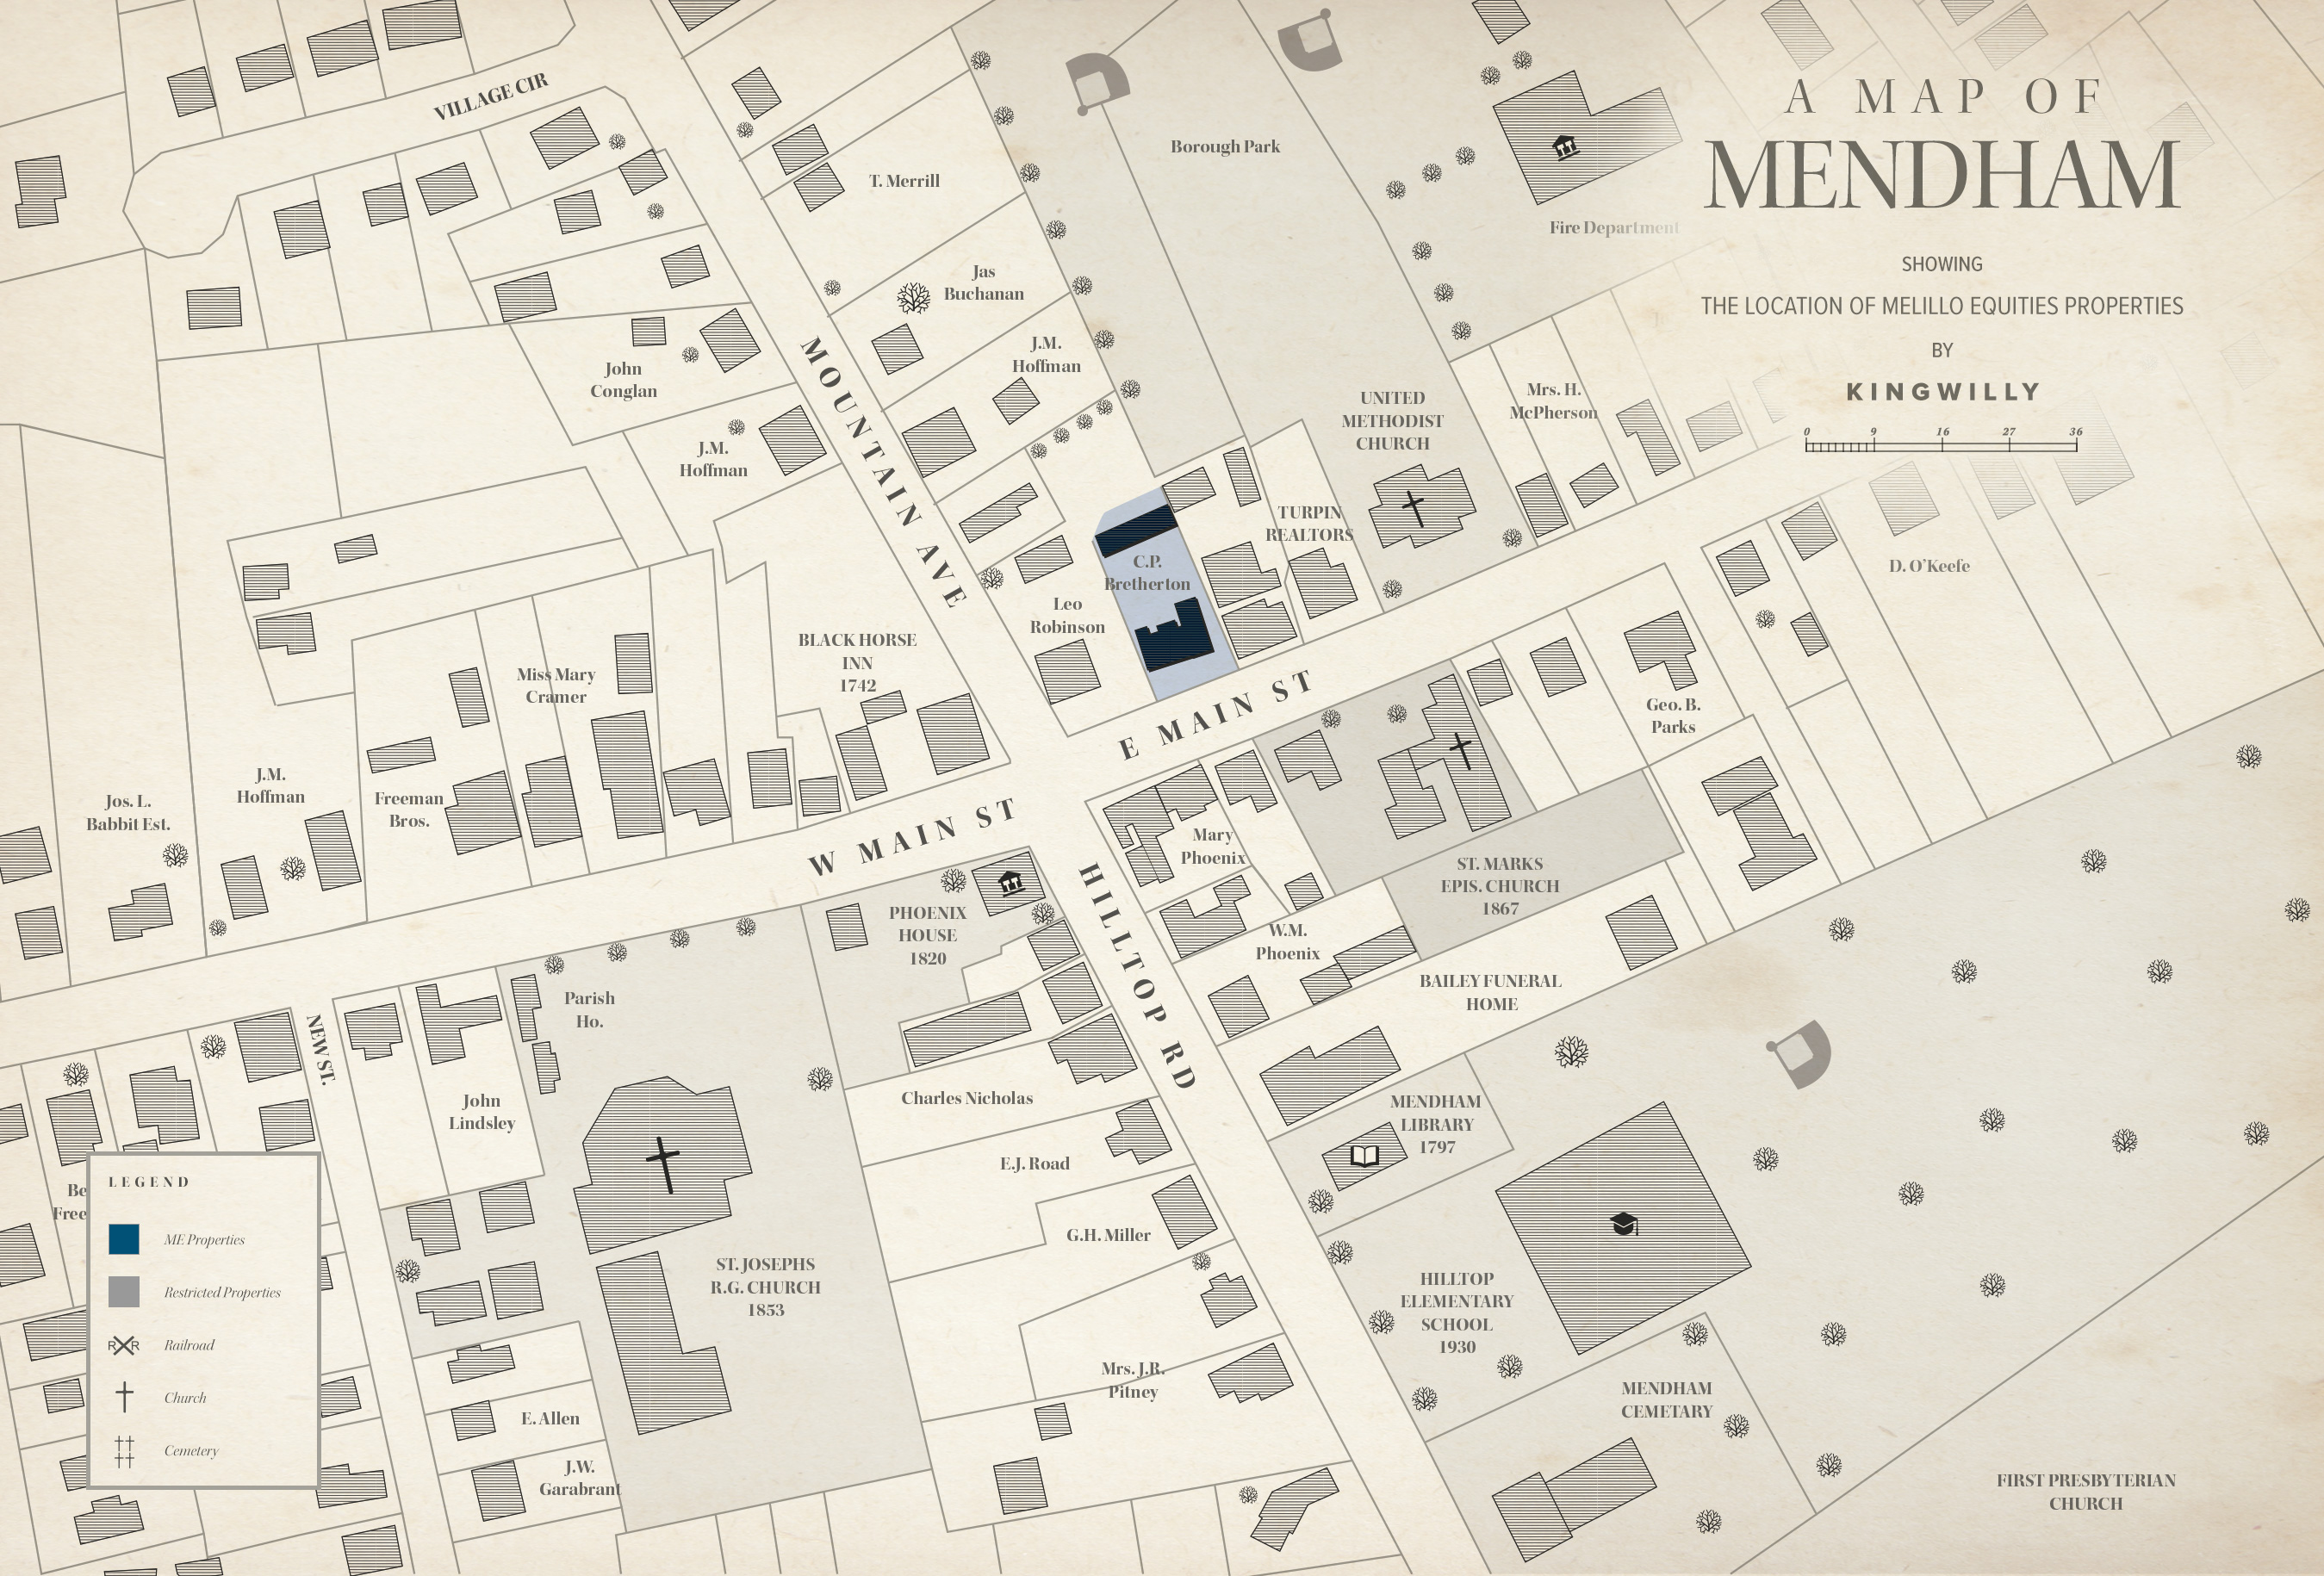 A MAP OF
MENDHAM
SHOWING
THE LOCATION OF MELILLO EQUITIES PROPERTIES
BY
KINGWILLY
0 9 16 27 36
VILLAGE CIR
T. Merrill
Borough Park
Fire Department
Jas
Buchanan
J.M.
Hoffman
John
Conglan
J.M.
Hoffman
MOUNTAIN AVE
UNITED
METHODIST
CHURCH
Mrs. H.
McPherson
TURPIN
REALTORS
C.P.
Bretherton
D. O'Keefe
Leo
Robinson
BLACK HORSE
INN
1742
Miss Mary
Cramer
E MAIN ST
Geo. B.
Parks
J.M.
Hoffman
Jos. L.
Babbit Est.
Freeman
Bros.
W MAIN ST
Mary
Phoenix
ST. MARKS
EPIS. CHURCH
1867
HILLTOP RD
PHOENIX
HOUSE
1820
W.M.
Phoenix
BAILEY FUNERAL
HOME
Parish
Ho.
NEW ST.
John
Lindsley
Charles Nicholas
MENDHAM
LIBRARY
1797
E.J. Road
G.H. Miller
ST. JOSEPHS
R.G. CHURCH
1853
HILLTOP
ELEMENTARY
SCHOOL
1930
Mrs. J.R.
Pitney
MENDHAM
CEMETARY
E. Allen
J.W.
Garabrant
FIRST PRESBYTERIAN
CHURCH
Be
Free
LEGEND
ME Properties
Restricted Properties
RR Railroad
Church
Cemetery